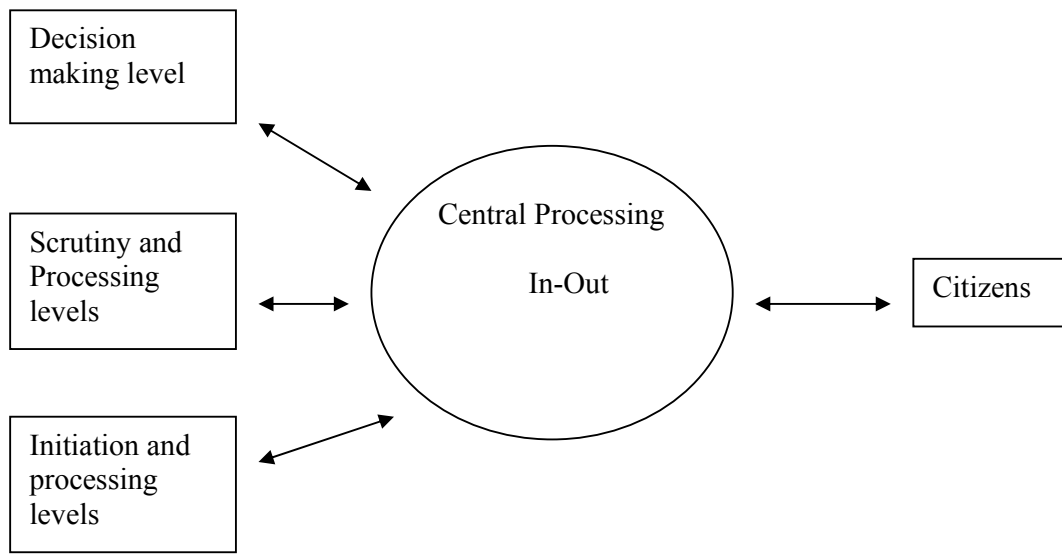 Decision
making level
Scrutiny and
Processing
levels
Initiation and
processing
levels
Central Processing
In-Out
Citizens